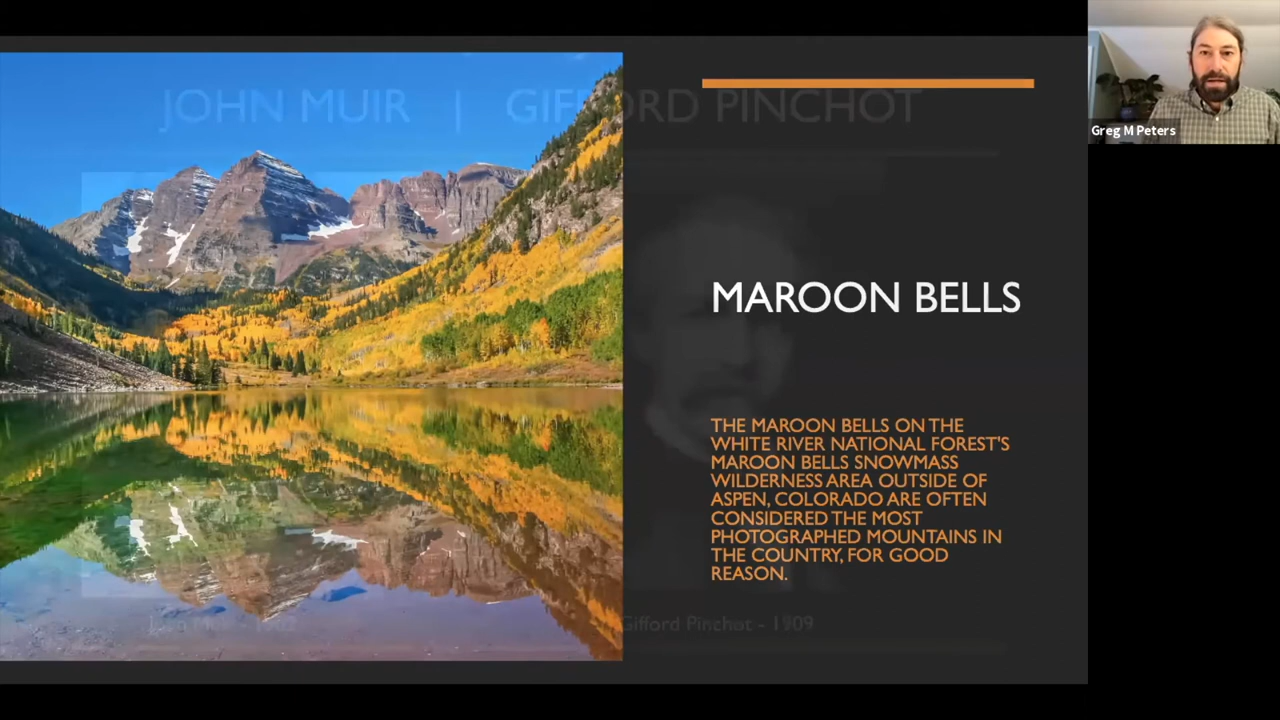 JOHN MUIR | GIFFORD PINCHOT
Greg M Peters
MAROON BELLS
THE MAROON BELLS ON THE
WHITE RIVER NATIONAL FOREST'S
MAROON BELLS SNOWMASS
WILDERNESS AREA OUTSIDE OF
ASPEN, COLORADO ARE OFTEN
CONSIDERED THE MOST
PHOTOGRAPHED MOUNTAINS IN
THE COUNTRY, FOR GOOD
REASON.
Gifford Pinchot - 1909